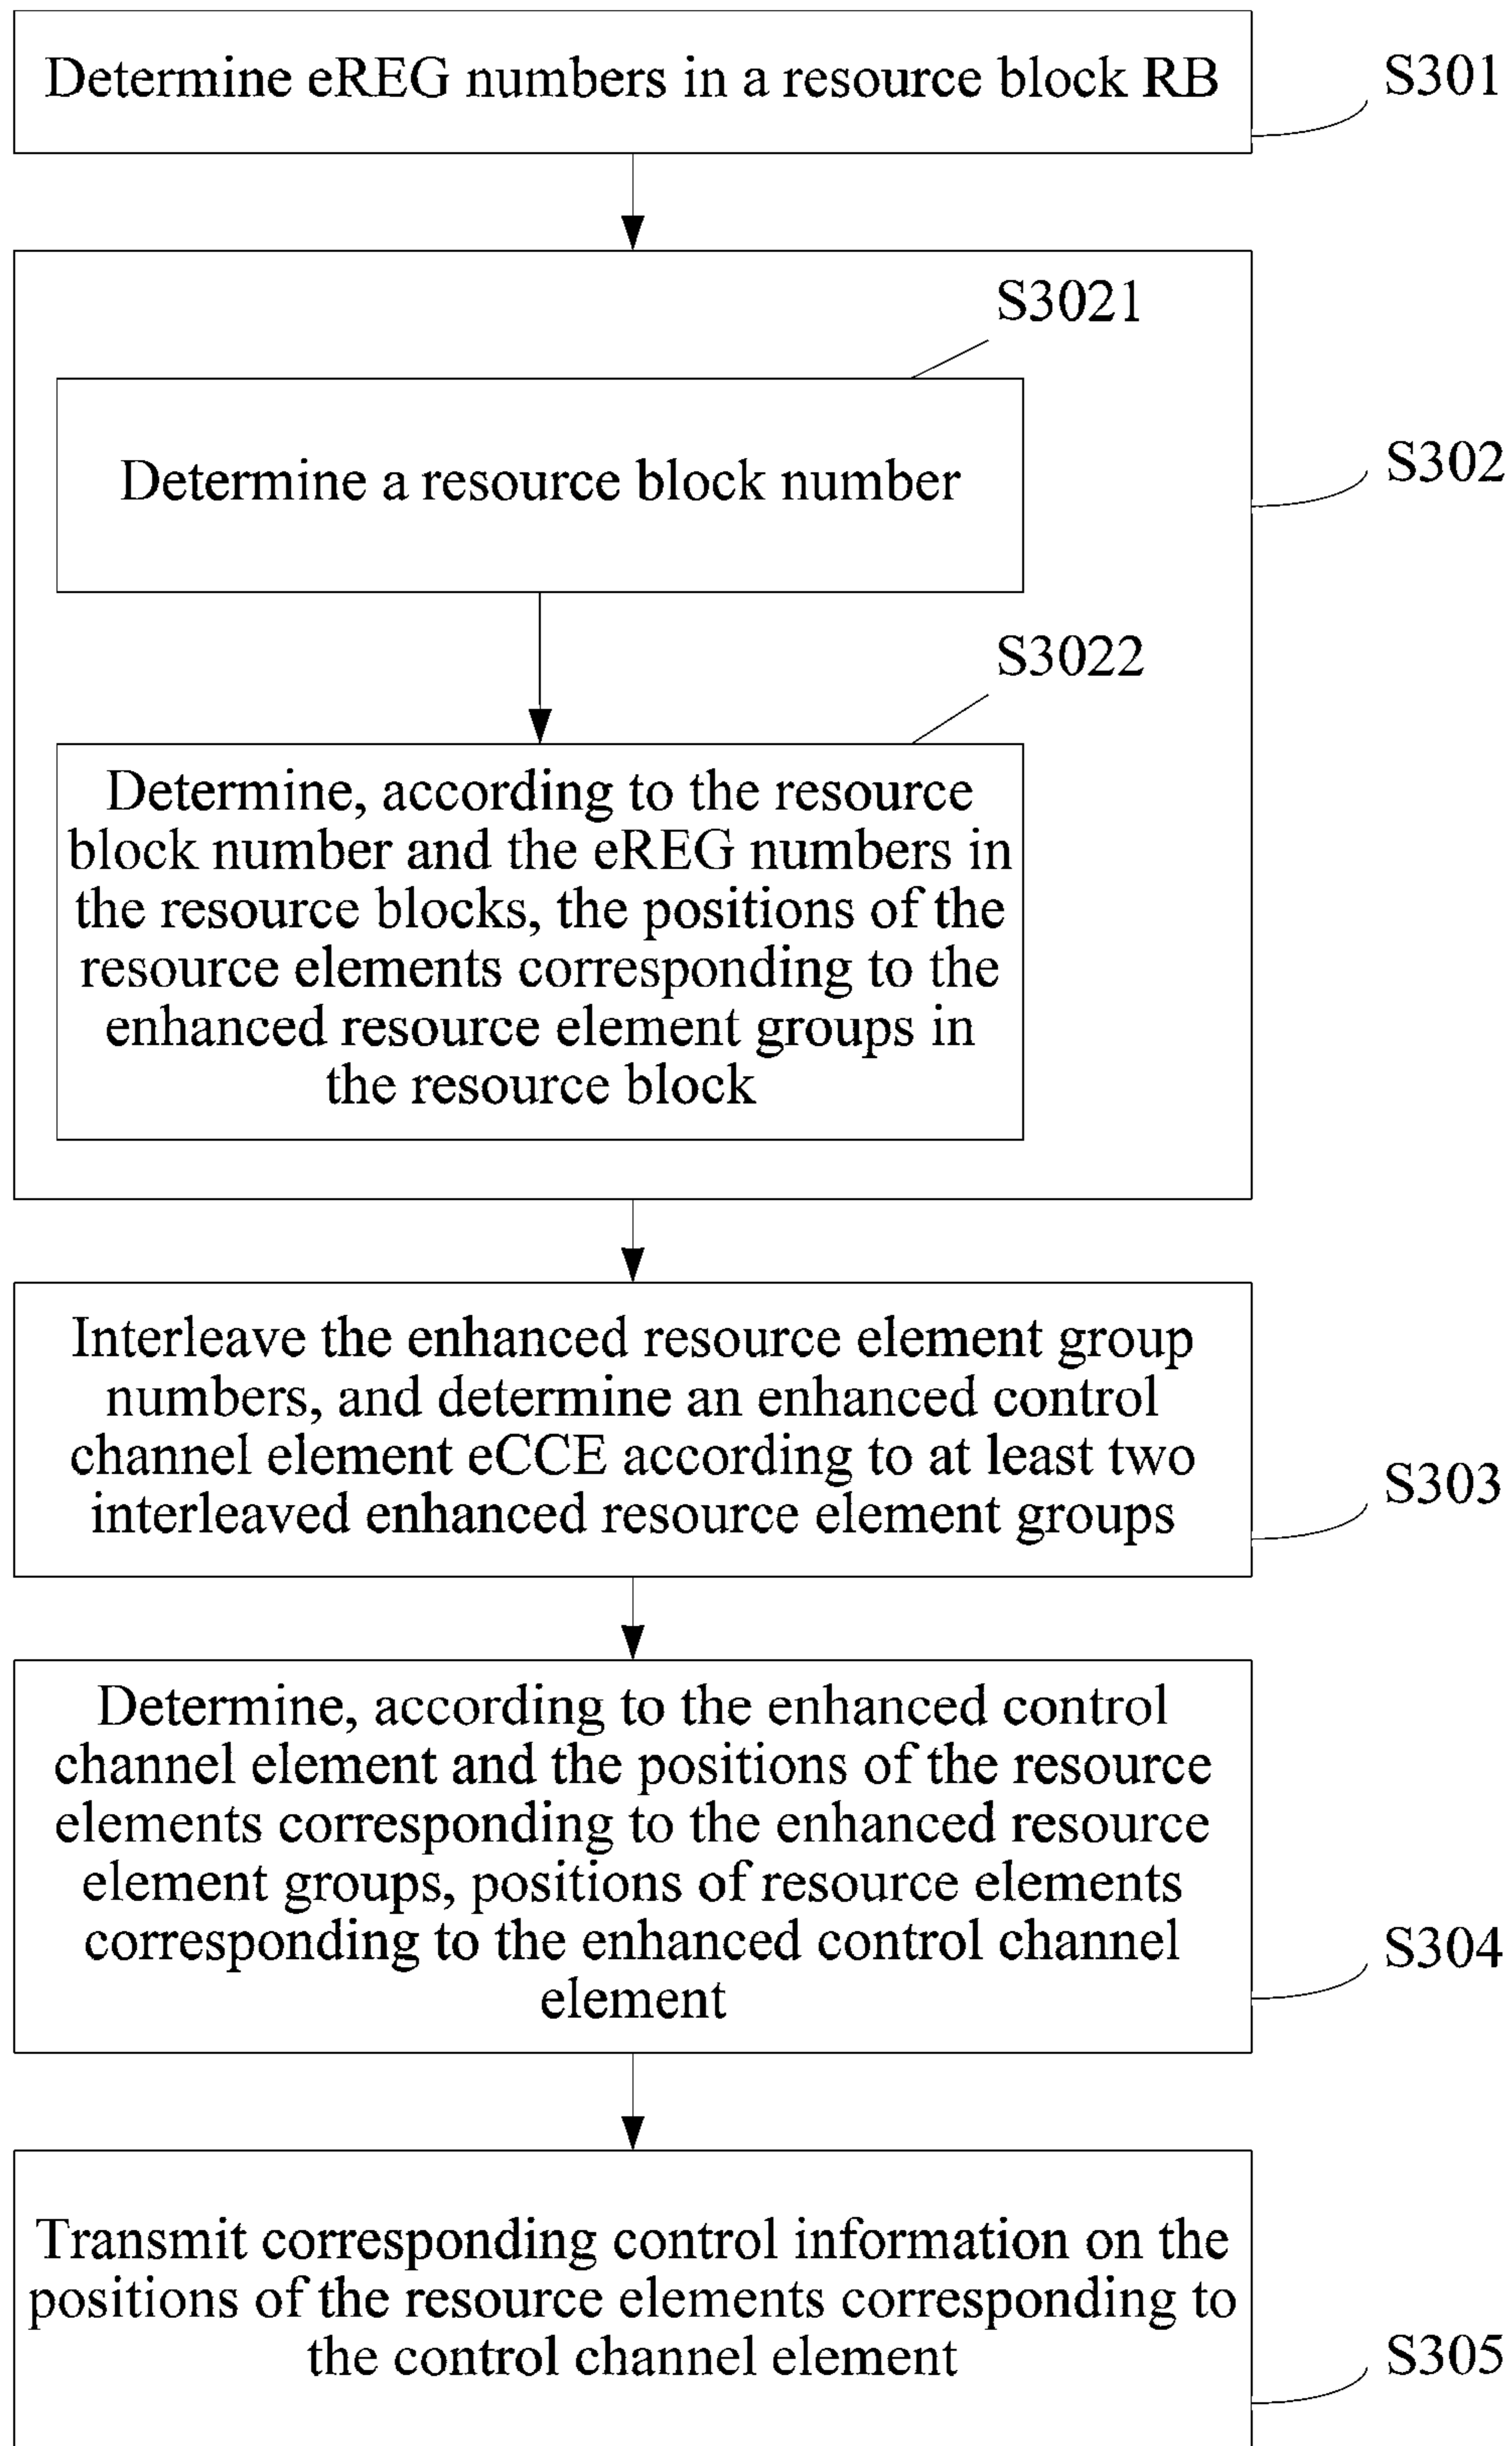 Determine eREG numbers in a resource block RB
S301
S3021
Determine a resource block number
S302
S3022
Determine, according to the resource
block number and the eREG numbers in
the resource blocks, the positions of the
resource elements corresponding to the
enhanced resource element groups in
the resource block
Interleave the enhanced resource element group
numbers, and determine an enhanced control
channel element eCCE according to at least two
interleaved enhanced resource element groups
S303
Determine, according to the enhanced control
channel element and the positions of the resource
elements corresponding to the enhanced resource
element groups, positions of resource elements
corresponding to the enhanced control channel
element
S304
Transmit corresponding control information on the
positions of the resource elements corresponding to
the control channel element
S305